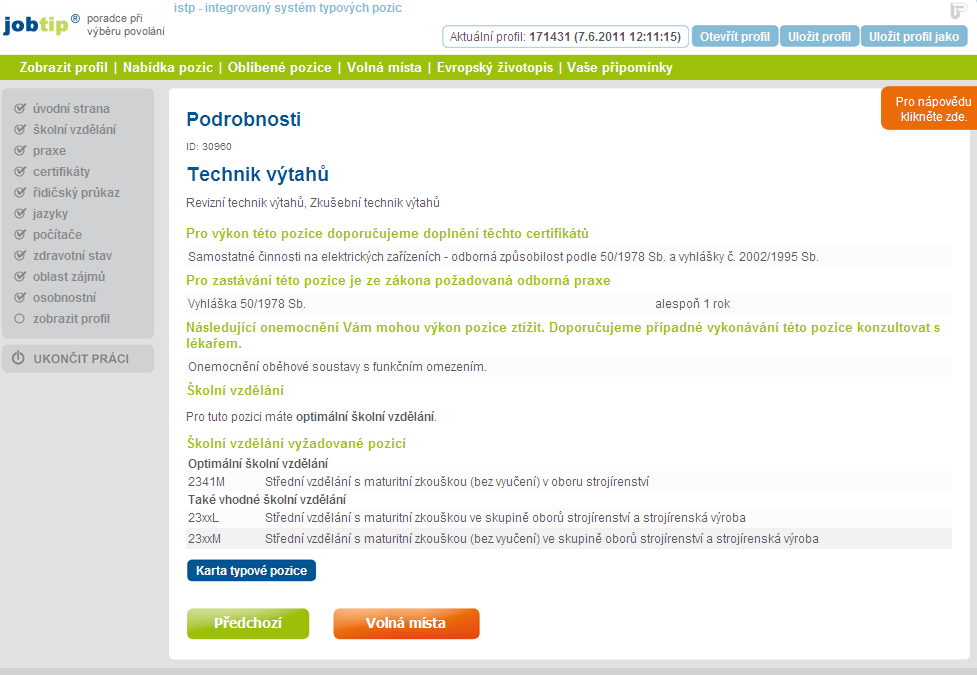 istp - integrovaný systém typových pozic
jobtip® poradce při
výběru povolání
Aktuální profil: 171431 (7.6.2011 12:11:15) Otevřít profil Uložit profil Uložit profil jako
Zobrazit profil | Nabídka pozic | Oblíbené pozice | Volná místa | Evropský životopis | Vaše připomínky
Pro nápovědu
klikněte zde.
úvodní strana
školní vzdělání
praxe
certifikáty
řidičský průkaz
jazyky
počítače
zdravotní stav
oblast zájmů
osobnostní
zobrazit profil
UKONČIT PRÁCI
Podrobnosti
ID: 30960
Technik výtahů
Revizní technik výtahů, Zkušební technik výtahů
Pro výkon této pozice doporučujeme doplnění těchto certifikátů
Samostatné činnosti na elektrických zařízeních - odborná způsobilost podle 50/1978 Sb. a vyhlášky č. 2002/1995 Sb.
Pro zastávání této pozice je ze zákona požadovaná odborná praxe
Vyhláška 50/1978 Sb. alespoň 1 rok
Následující onemocnění Vám mohou výkon pozice ztížit. Doporučujeme případné vykonávání této pozice konzultovat s
lékařem.
Onemocnění oběhové soustavy s funkčním omezením.
Školní vzdělání
Pro tuto pozici máte optimální školní vzdělání.
Školní vzdělání vyžadované pozicí
Optimální školní vzdělání
2341M Střední vzdělání s maturitní zkouškou (bez vyučení) v oboru strojírenství
Také vhodné školní vzdělání
23xxL Střední vzdělání s maturitní zkouškou ve skupině oborů strojírenství a strojírenská výroba
23xxM Střední vzdělání s maturitní zkouškou (bez vyučení) ve skupině oborů strojírenství a strojírenská výroba
Karta typové pozice
Předchozí Volná místa